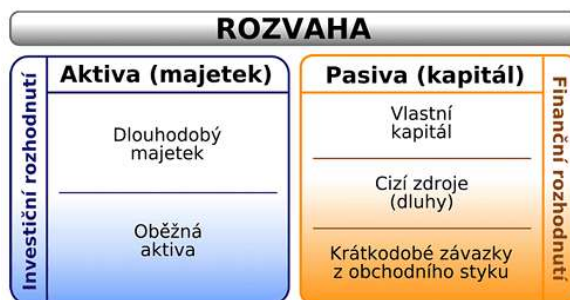 ROZVAHA
Investiční rozhodnutí
Aktiva (majetek)
Dlouhodobý
majetek
Oběžná
aktiva
Pasiva (kapitál)
Vlastní
kapitál
Cizí zdroje
(dluhy)
Krátkodobé závazky
z obchodního styku
Finanční rozhodnutí